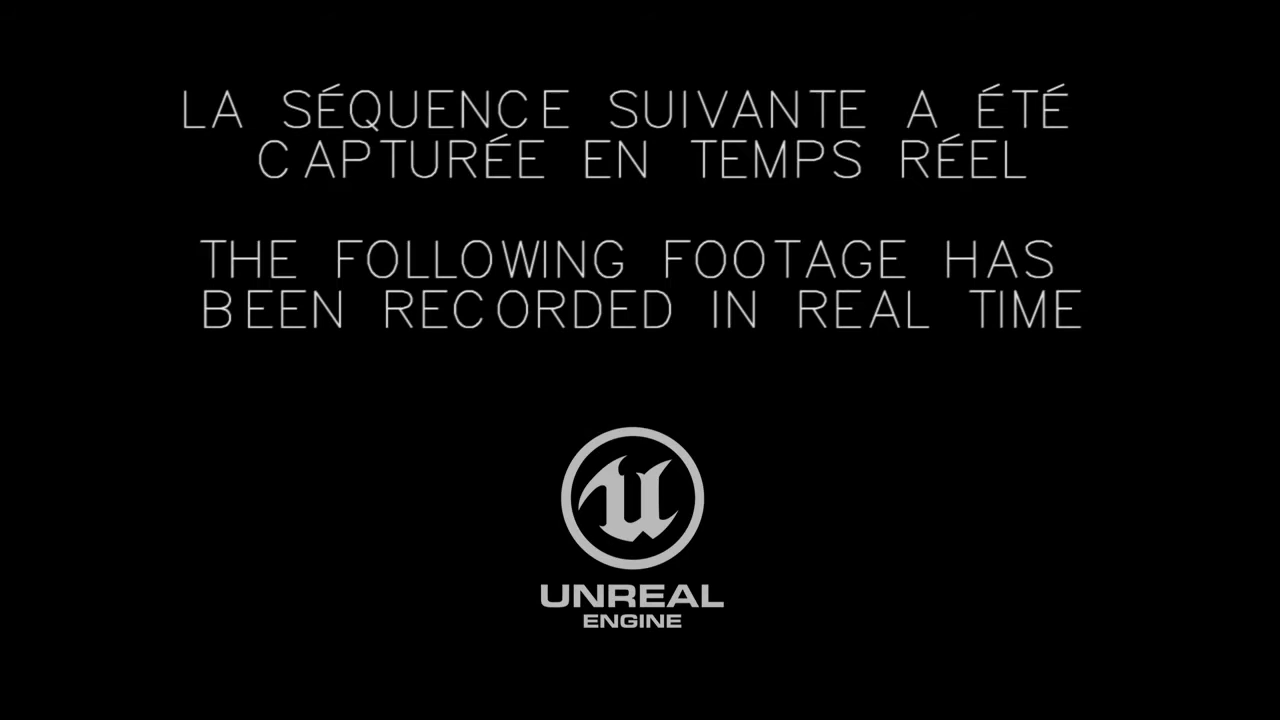 LA SÉQUENCE SUIVANTE A ÉTÉ
CAPTURÉE EN TEMPS RÉEL
THE FOLLOWING FOOTAGE HAS
BEEN RECORDED IN REAL TIME
UNREAL
ENGINE